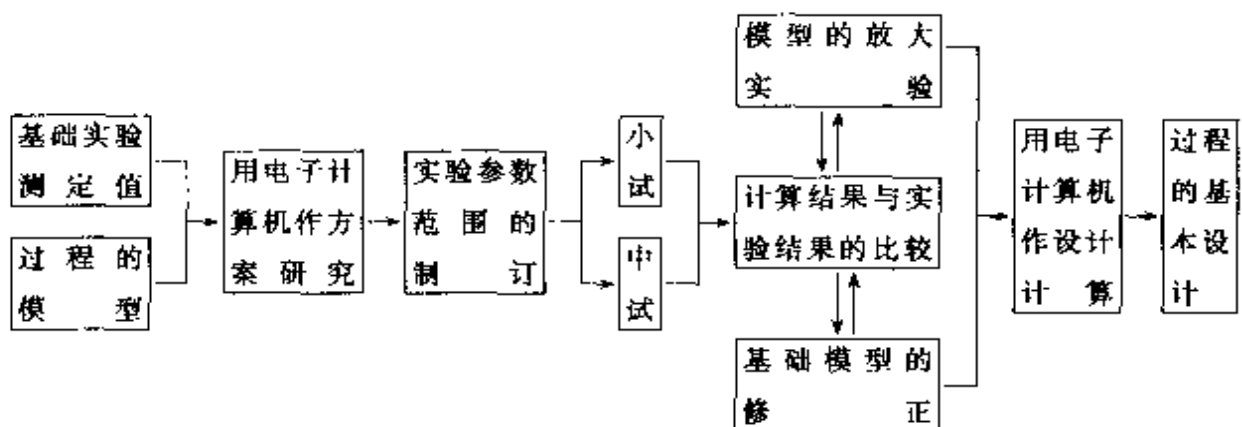 基础实验
测定值
过程的
模型
用电子计
算机作方
案研究
实验参数
范围的
制订
小
试
中
试
模型的放大
实验
计算结果与实
验结果的比较
基础模型的
修正
用电子
计算机
作设计
计算
过程
的基
本设
计